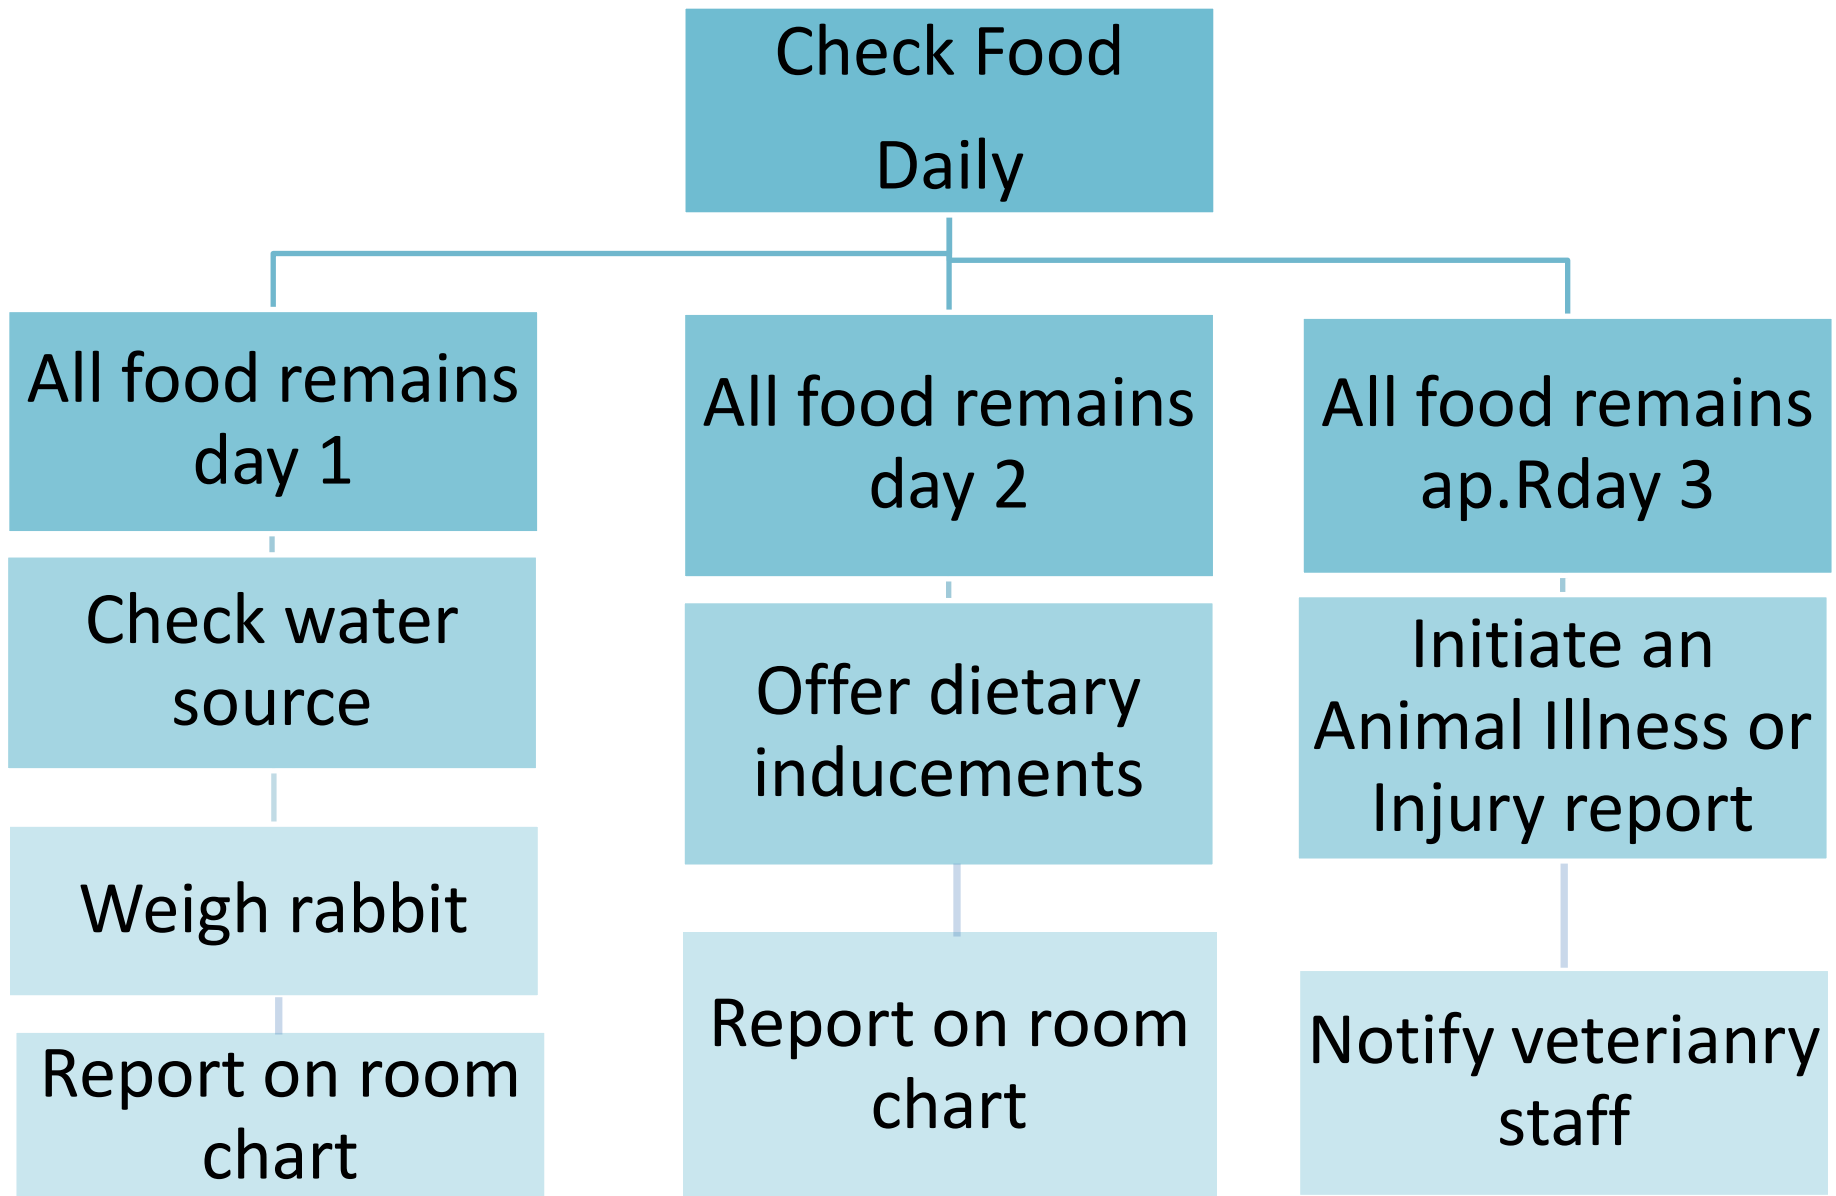 Check Food
Daily
All food remains
day 1
Check water
source
Weigh rabbit
Report on room
chart
All food remains
day 2
Offer dietary
inducements
Report on room
chart
All food remains
ap.Rday 3
Initiate an
Animal Illness or
Injury report
Notify veterianry
staff